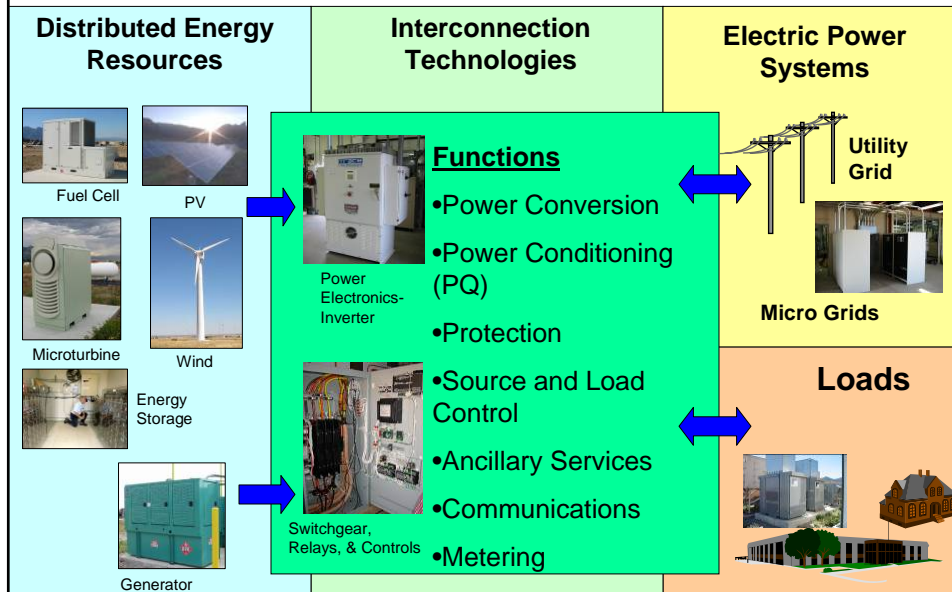 Distributed Energy
Resources
Fuel Cell
PV
Microturbine
Wind
Energy
Storage
Generator
Interconnection
Technologies
Power
Electronics-
Inverter
Switchgear,
Relays, & Controls
Functions
•Power Conversion
•Power Conditioning
(PQ)
•Protection
•Source and Load
Control
•Ancillary Services
•Communications
•Metering
Electric Power
Systems
Utility
Grid
Micro Grids
Loads